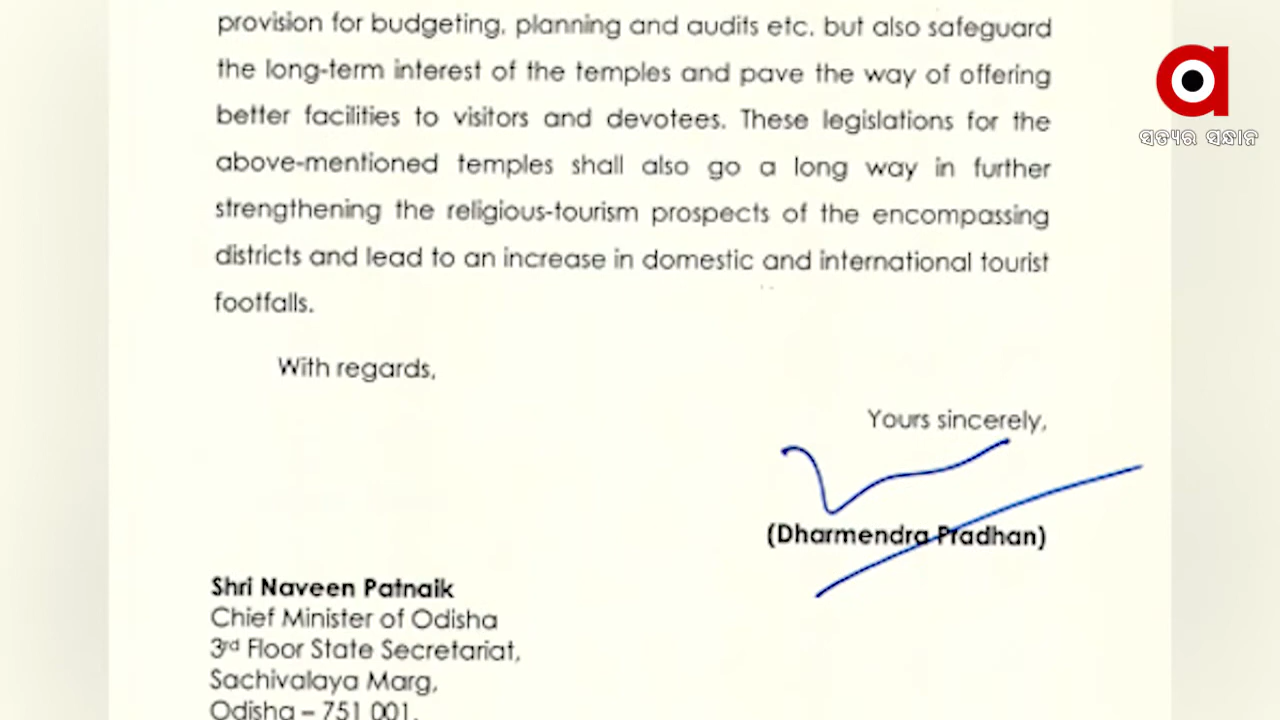 provision for budgeting, planning and audits etc. but also safeguard
the long-term interest of the temples and pave the way of offering
better facilities to visitors and devotees. These legislations for the
above-mentioned temples shall also go a long way in further
strengthening the religious-tourism prospects of the encompassing
districts and lead to an increase in domestic and international tourist
footfalls.
With regards,
Yours sincerely,
(Dharmendra Pradhan)
Shri Naveen Patnaik
Chief Minister of Odisha
3rd Floor State Secretariat,
Sachivalaya Marg,
Odisha – 751 001.
a
ସତ୍ୟର ସନ୍ଧାନ